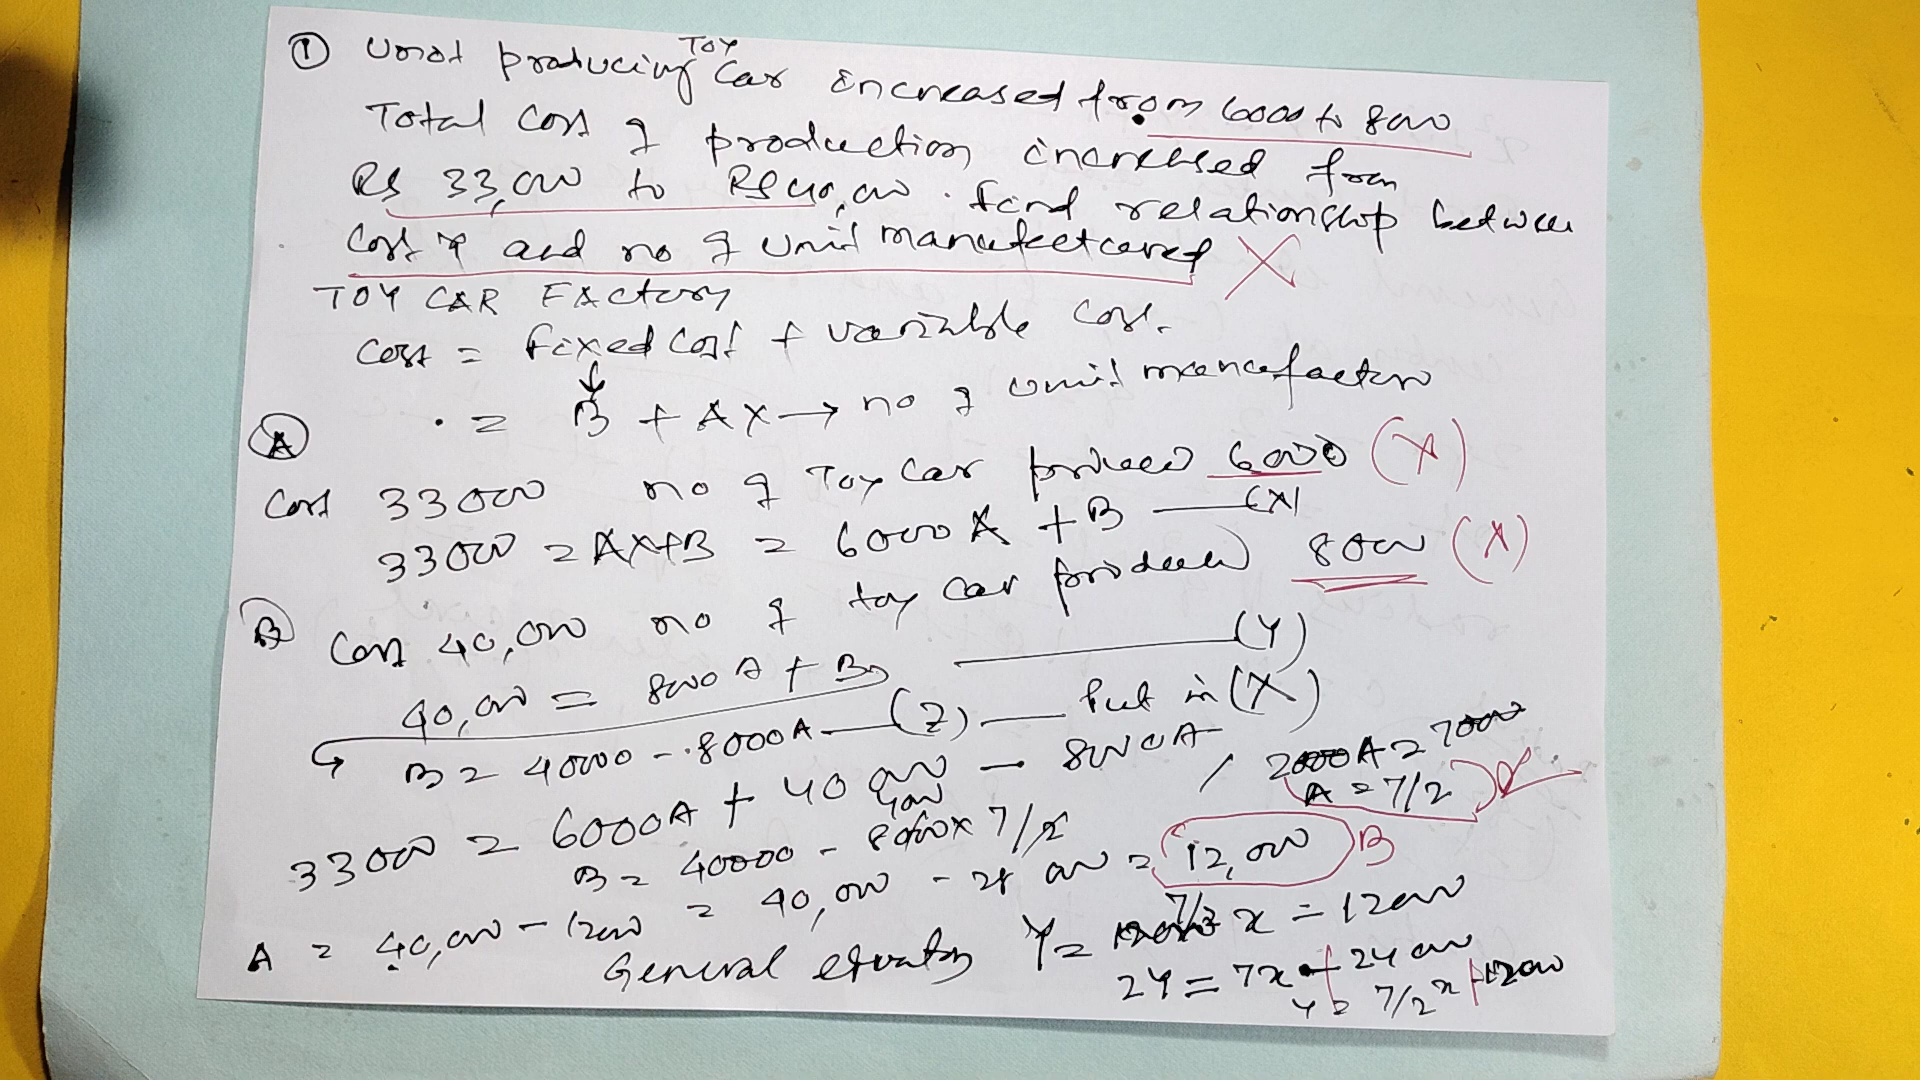 ① Unit producing TOY Car increased from 6000 to 8000
Total Cost of production increased from
RS 33,000 to RS 40,000. find relationship between
Cost Y and no of Unit manufactured X
TOY CAR FActory
Cost = Fixed Cost + variable Cost.
= B + AX → no of unit manufacture
A
Cost 33000 no of Toy Car produced 6000 (X)
33000 = AX+B = 6000 A + B — (X)
B Cost 40,000 no of toy car produced 8000 (X)
40,000 = 8000 A + B — (Y)
B = 40000 - 8000A — (Z) — Put in (X)
33000 = 6000A + 40000 - 8000A / 2000A = 7000
A = 7/2
B = 40000 - 8000 x 7/2
4000
= 40,000 - 28000 = 12,000 B
A = 40,000 - 12000
General equation Y = 7/2 x = 12000
2Y = 7x + 24000
Y = 7/2 x + 12000